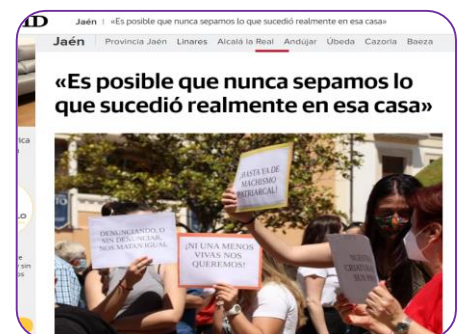 Jaén | «Es posible que nunca sepamos lo que sucedió realmente en esa casa»
Jaén Provincia Jaén Linares Alcalá la Real Andújar Úbeda Cazorla Baeza
«Es posible que nunca sepamos lo
que sucedió realmente en esa casa»
¡BASTA YA DE
MACHISMO
PATRIARCAL!
DENUNCIANDO, O
SIN DENUNCIAR,
NOS MATAN IGUAL
¡NI UNA MENOS
VIVAS NOS
QUEREMOS!